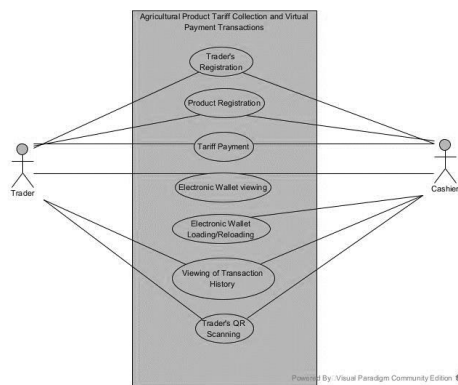 Agricultural Product Tariff Collection and Virtual
Payment Transactions
Trader's
Registration
Product Registration
Tariff Payment
Trader
Cashier
Electronic Wallet viewing
Electronic Wallet
Loading/Reloading
Viewing of Transaction
History
Trader's QR
Scanning
Powered By Visual Paradigm Community Edition